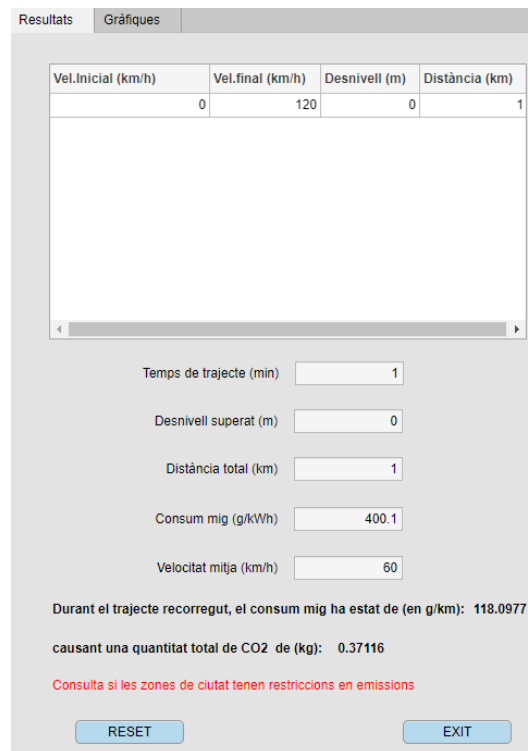 Resultats Gràfiques
Vel.Inicial (km/h) Vel.final (km/h) Desnivell (m) Distància (km)
0 120 0 1
Temps de trajecte (min) 1
Desnivell superat (m) 0
Distància total (km) 1
Consum mig (g/kWh) 400.1
Velocitat mitja (km/h) 60
Durant el trajecte recorregut, el consum mig ha estat de (en g/km): 118.0977
causant una quantitat total de CO2 de (kg): 0.37116
Consulta si les zones de ciutat tenen restriccions en emissions
RESET EXIT